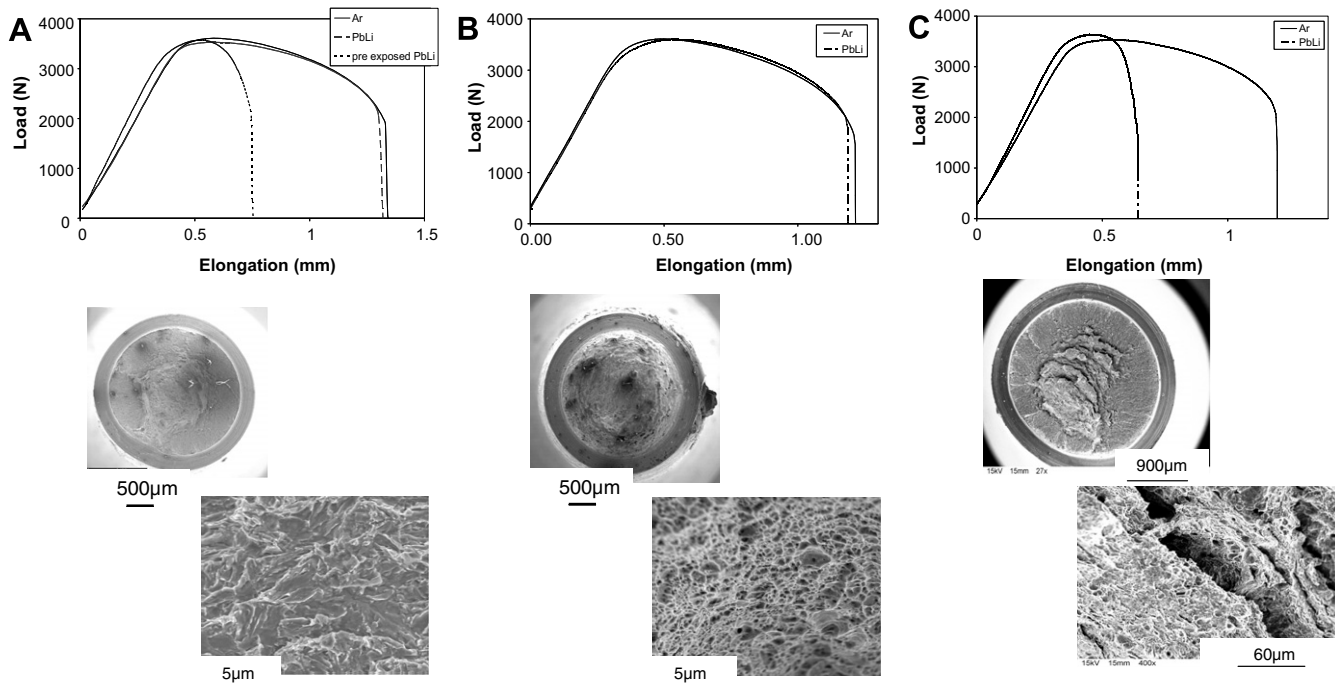 A
Load (N)
4000
3000
2000
1000
0
0
0.5
1
1.5
Elongation (mm)
Ar
PbLi
pre exposed PbLi
500µm
5µm
B
Load (N)
4000
3000
2000
1000
0
0.00
0.50
1.00
Elongation (mm)
Ar
PbLi
500µm
5µm
C
Load (N)
4000
3000
2000
1000
0
0
0.5
1
1.5
Elongation (mm)
Ar
PbLi
15kV 15mm 27x
900µm
15kV 15mm 400x
60µm